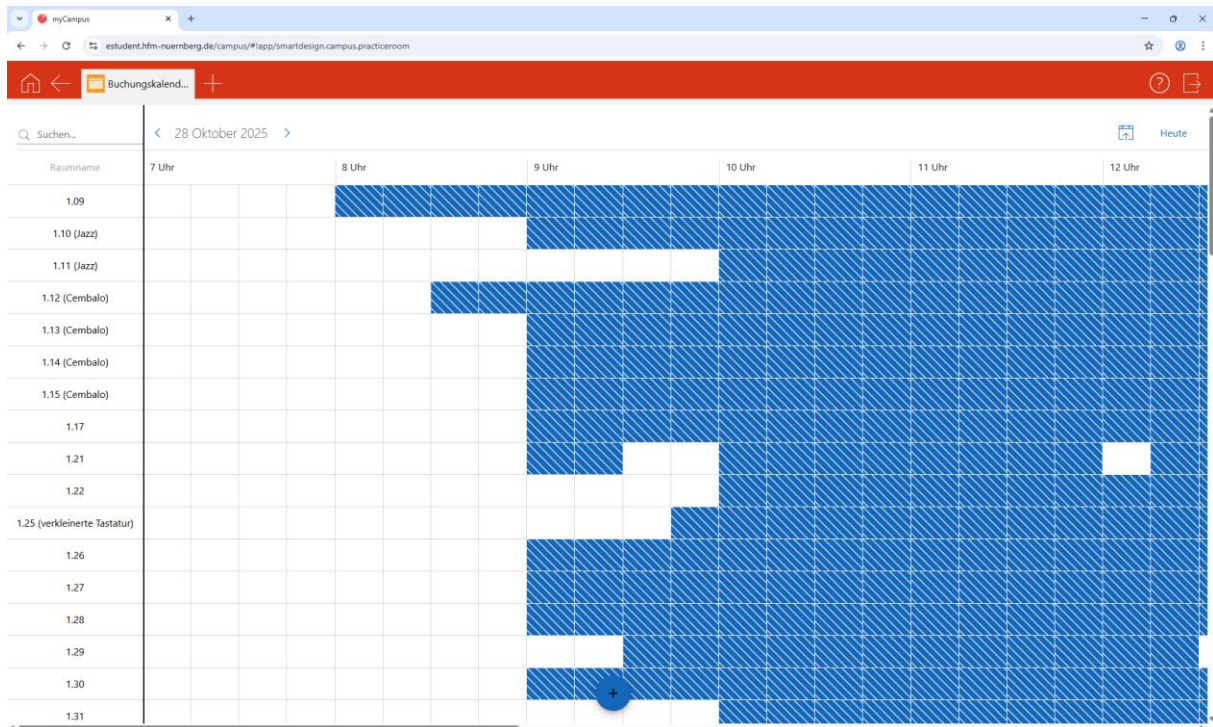 myCampus
estudent.hfm-nuernberg.de/campus/#!app/smartdesign.campus.practiceroom
Buchungskalend...
Suchen...
28 Oktober 2025
Heute
Raumname
7 Uhr
8 Uhr
9 Uhr
10 Uhr
11 Uhr
12 Uhr
1.09
1.10 (Jazz)
1.11 (Jazz)
1.12 (Cembalo)
1.13 (Cembalo)
1.14 (Cembalo)
1.15 (Cembalo)
1.17
1.21
1.22
1.25 (verkleinerte Tastatur)
1.26
1.27
1.28
1.29
1.30
1.31